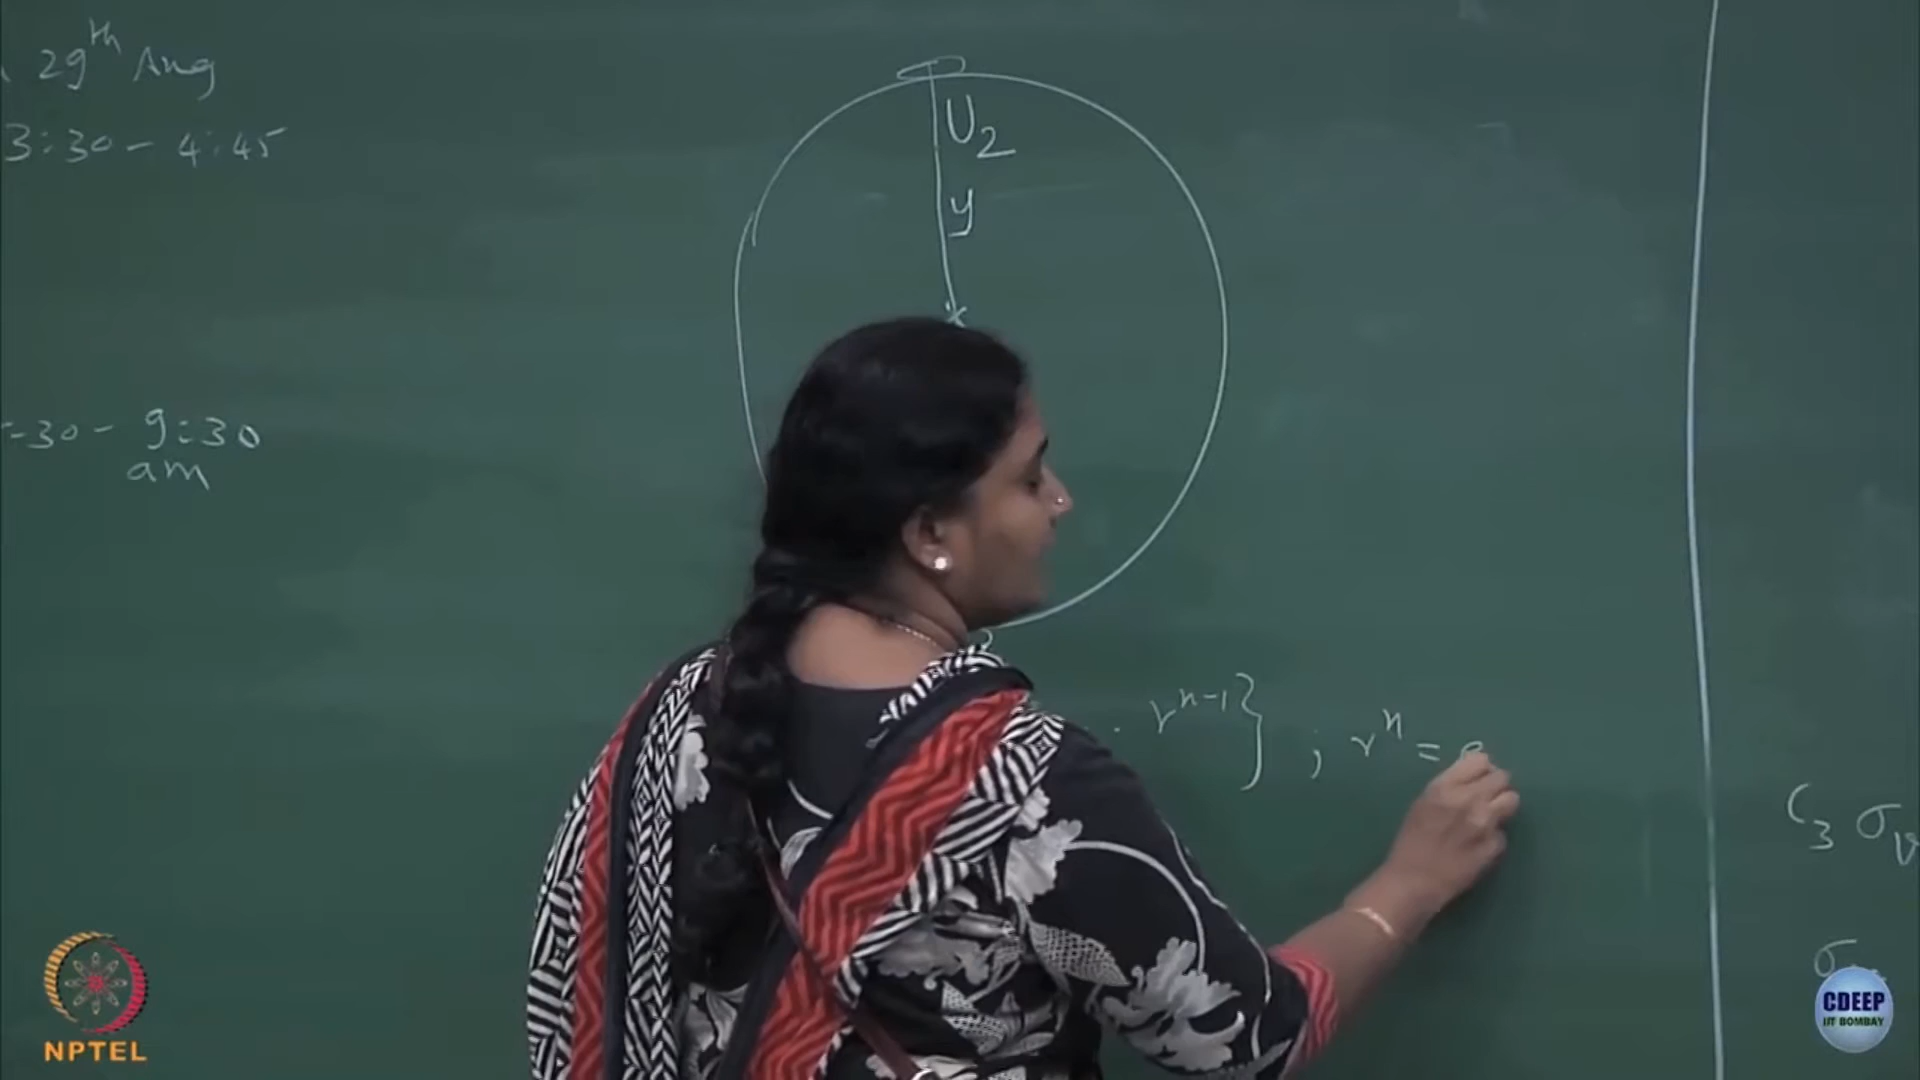 29th Aug
3:30 - 4:45
-30 - 9:30
am
U2
y
x
. r^{n-1}} ; r^n = e
C3 σv
σ
NPTEL
CDEEP
IIT BOMBAY